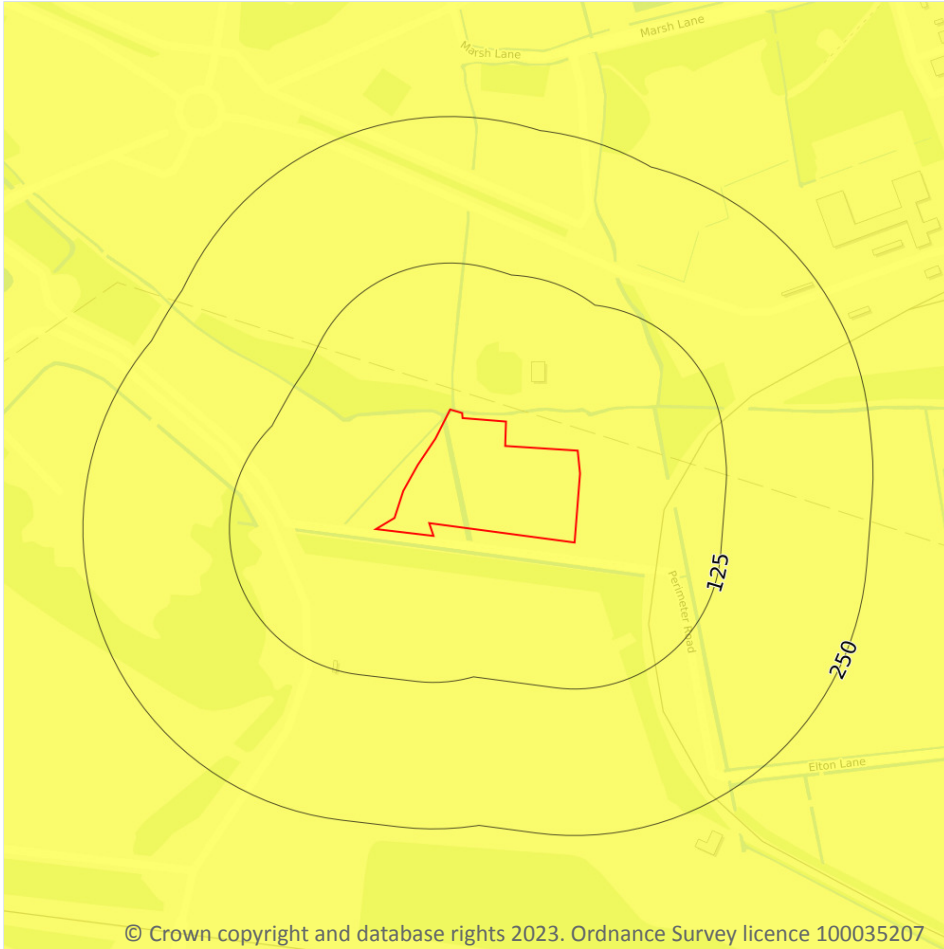 Marsh Lane
Marsh Lane
125
Perimeter Road
250
Elton Lane
© Crown copyright and database rights 2023. Ordnance Survey licence 100035207